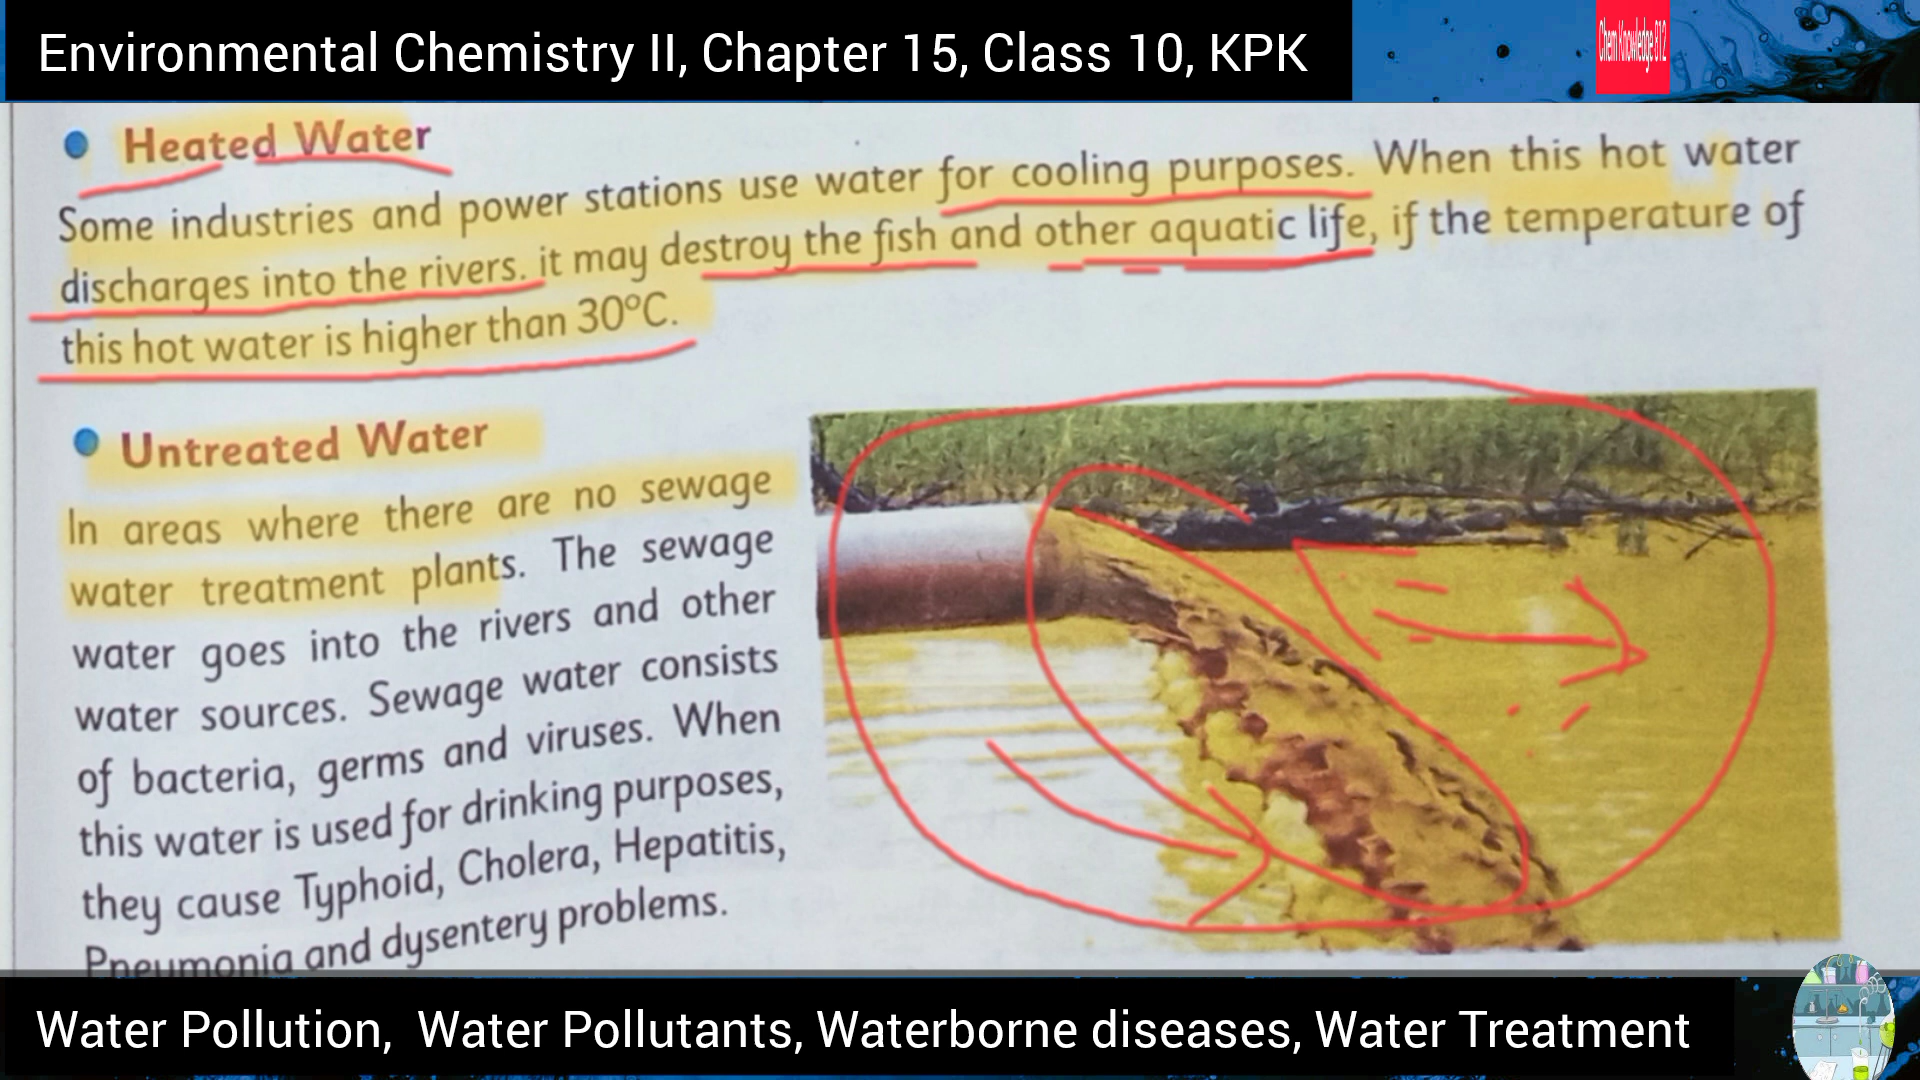 Environmental Chemistry II, Chapter 15, Class 10, KPK
Chem Knowledge 812
Heated Water
Some industries and power stations use water for cooling purposes. When this hot water
discharges into the rivers. it may destroy the fish and other aquatic life, if the temperature of
this hot water is higher than 30°C.
Untreated Water
In areas where there are no sewage
water treatment plants. The sewage
water goes into the rivers and other
water sources. Sewage water consists
of bacteria, germs and viruses. When
this water is used for drinking purposes,
they cause Typhoid, Cholera, Hepatitis,
Pneumonia and dysentery problems.
Water Pollution, Water Pollutants, Waterborne diseases, Water Treatment